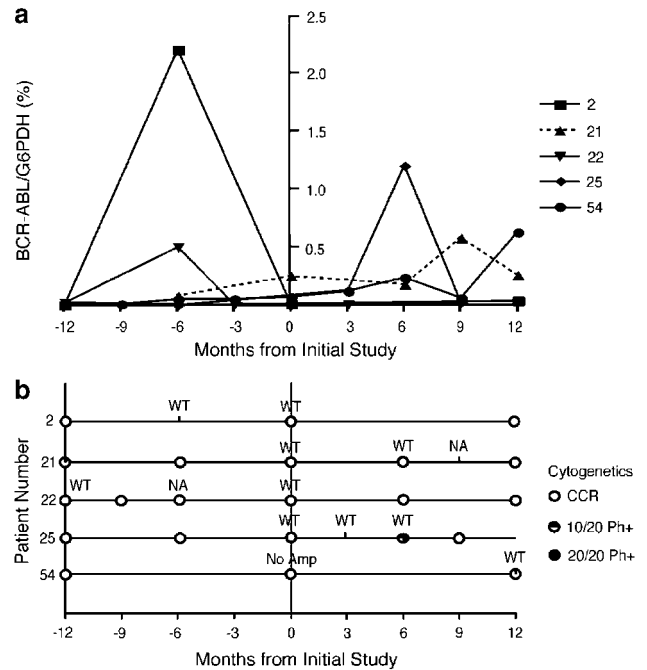 a
BCR-ABL/G6PDH (%)
2.5
2.0
1.5
1.0
0.5
-12 -9 -6 -3 0 3 6 9 12
Months from Initial Study
2
21
22
25
54
b
Patient Number
WT WT
2
WT WT NA
21
WT NA WT
22
WT WT WT
25
No Amp WT
54
-12 -9 -6 -3 0 3 6 9 12
Months from Initial Study
Cytogenetics
CCR
10/20 Ph+
20/20 Ph+